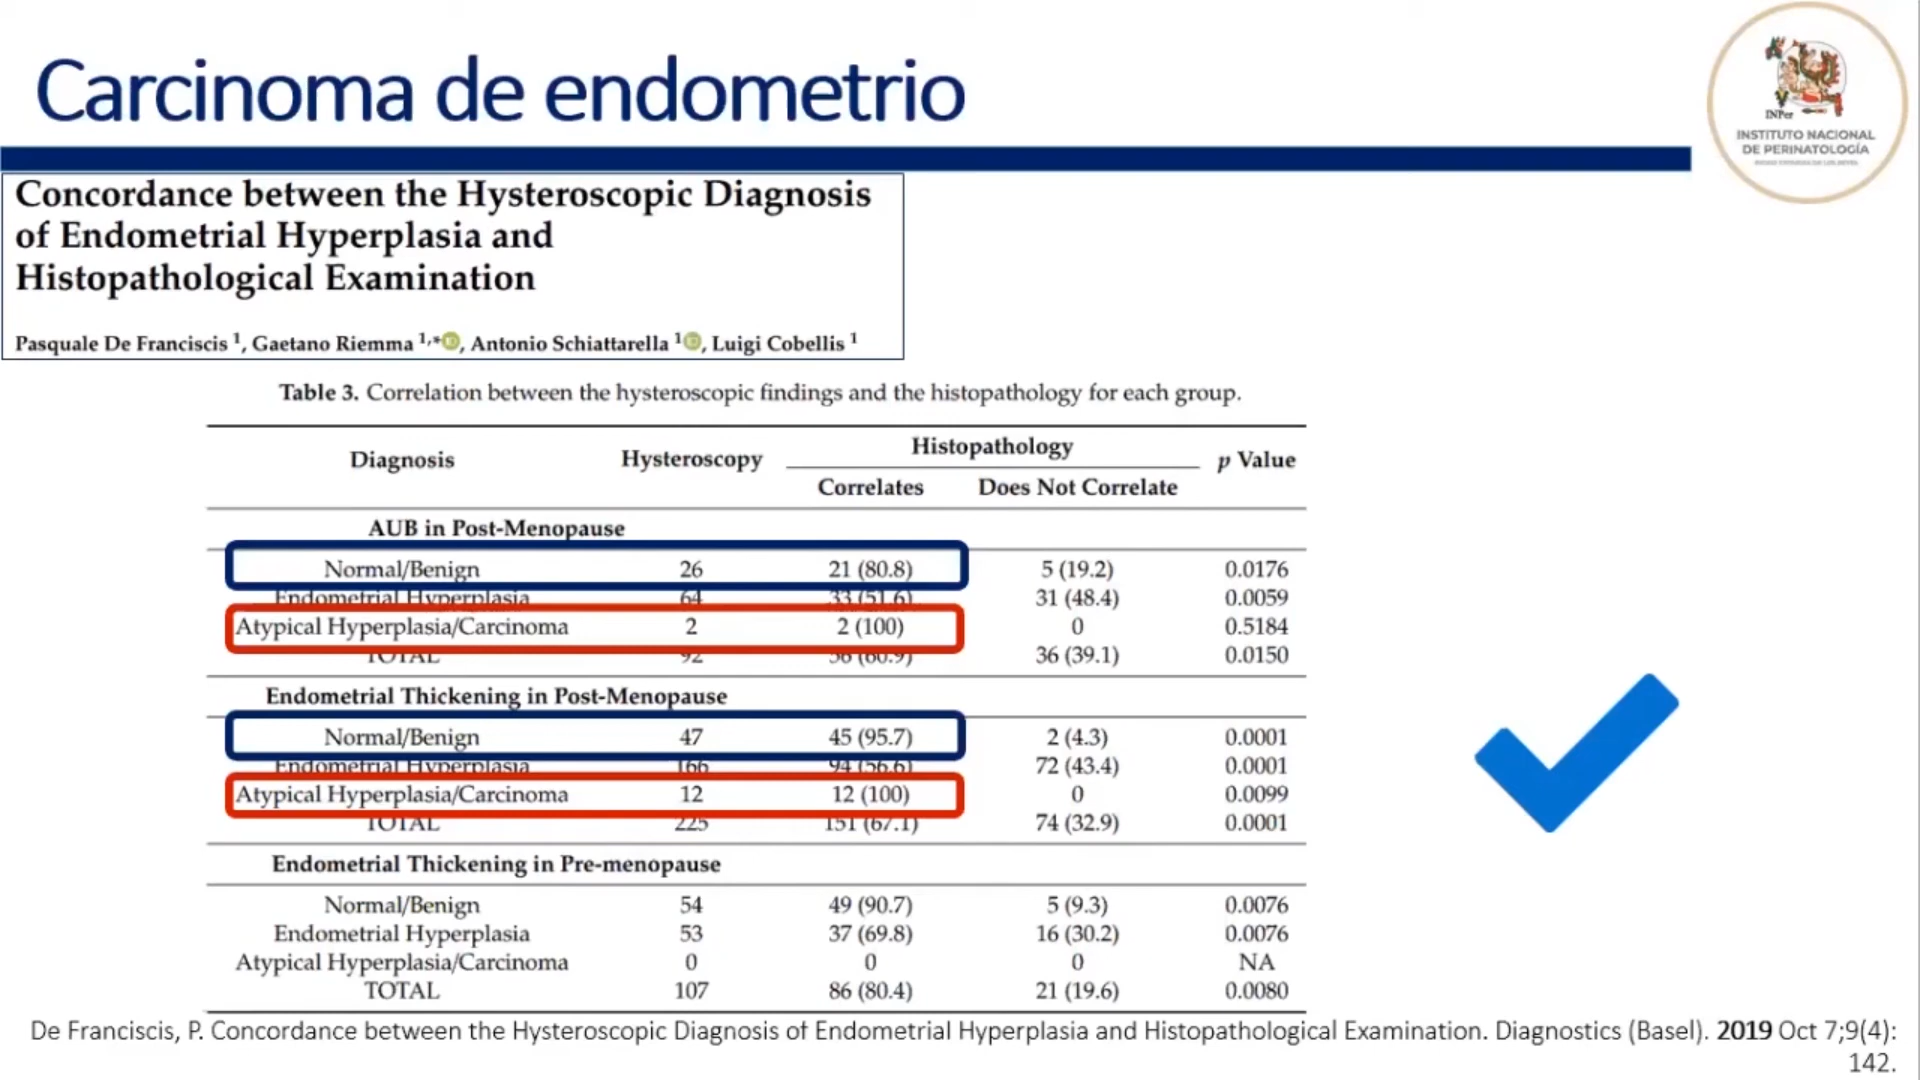 Carcinoma de endometrio
INPer
INSTITUTO NACIONAL
DE PERINATOLOGÍA
Concordance between the Hysteroscopic Diagnosis
of Endometrial Hyperplasia and
Histopathological Examination
Pasquale De Franciscis 1, Gaetano Riemma 1,*, Antonio Schiattarella 1, Luigi Cobellis 1
Table 3. Correlation between the hysteroscopic findings and the histopathology for each group.
Diagnosis Hysteroscopy Histopathology p Value
Correlates Does Not Correlate
AUB in Post-Menopause
Normal/Benign 26 21 (80.8) 5 (19.2) 0.0176
Endometrial Hyperplasia 64 33 (51.6) 31 (48.4) 0.0059
Atypical Hyperplasia/Carcinoma 2 2 (100) 0 0.5184
TOTAL 92 56 (60.9) 36 (39.1) 0.0150
Endometrial Thickening in Post-Menopause
Normal/Benign 47 45 (95.7) 2 (4.3) 0.0001
Endometrial Hyperplasia 166 94 (56.6) 72 (43.4) 0.0001
Atypical Hyperplasia/Carcinoma 12 12 (100) 0 0.0099
TOTAL 225 151 (67.1) 74 (32.9) 0.0001
Endometrial Thickening in Pre-menopause
Normal/Benign 54 49 (90.7) 5 (9.3) 0.0076
Endometrial Hyperplasia 53 37 (69.8) 16 (30.2) 0.0076
Atypical Hyperplasia/Carcinoma 0 0 0 NA
TOTAL 107 86 (80.4) 21 (19.6) 0.0080
De Franciscis, P. Concordance between the Hysteroscopic Diagnosis of Endometrial Hyperplasia and Histopathological Examination. Diagnostics (Basel). 2019 Oct 7;9(4):
142.